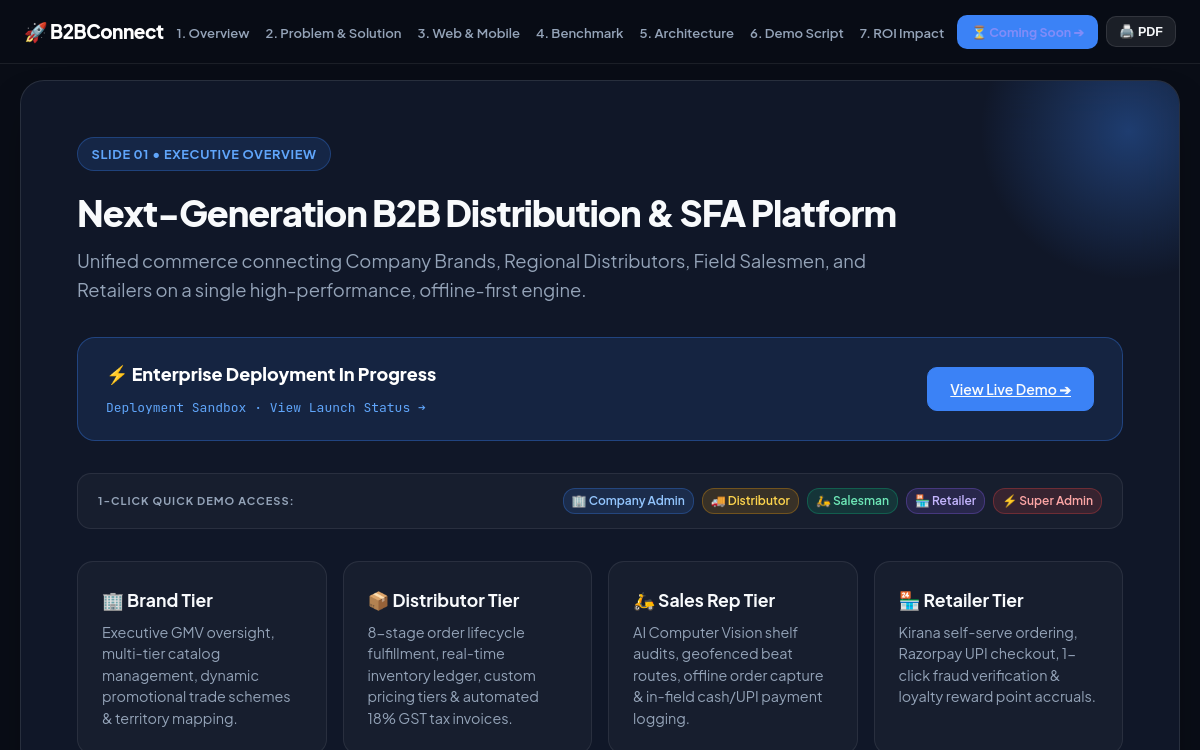 🚀 B2BConnect
1. Overview
2. Problem & Solution
3. Web & Mobile
4. Benchmark
5. Architecture
6. Demo Script
7. ROI Impact
⏳ Coming Soon ➔
🖨️ PDF
SLIDE 01 • EXECUTIVE OVERVIEW
Next-Generation B2B Distribution & SFA Platform
Unified commerce connecting Company Brands, Regional Distributors, Field Salesmen, and
Retailers on a single high-performance, offline-first engine.
⚡ Enterprise Deployment In Progress
Deployment Sandbox · View Launch Status →
View Live Demo ➔
1-CLICK QUICK DEMO ACCESS:
🏢 Company Admin
🚚 Distributor
🛵 Salesman
🏪 Retailer
⚡ Super Admin
🏢 Brand Tier
Executive GMV oversight,
multi-tier catalog
management, dynamic
promotional trade schemes
& territory mapping.
📦 Distributor Tier
8-stage order lifecycle
fulfillment, real-time
inventory ledger, custom
pricing tiers & automated
18% GST tax invoices.
🛵 Sales Rep Tier
AI Computer Vision shelf
audits, geofenced beat
routes, offline order capture
& in-field cash/UPI payment
logging.
🏪 Retailer Tier
Kirana self-serve ordering,
Razorpay UPI checkout, 1-
click fraud verification &
loyalty reward point accruals.